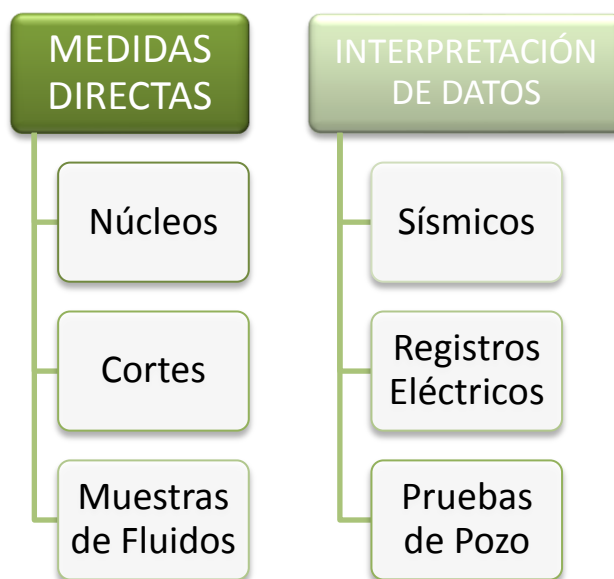 MEDIDAS
DIRECTAS
Núcleos
Cortes
Muestras
de Fluidos
INTERPRETACIÓN
DE DATOS
Sísmicos
Registros
Eléctricos
Pruebas
de Pozo